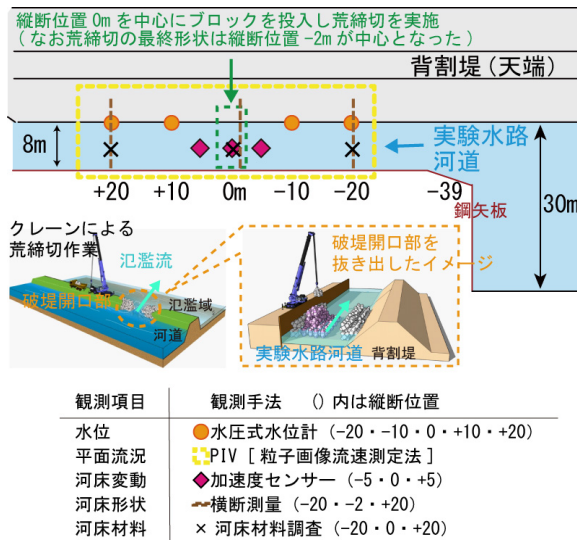 縦断位置 0mを中心にブロックを投入し荒締切を実施
(なお荒締切の最終形状は縦断位置-2mが中心となった)
背割堤(天端)
8m
実験水路
河道
+20 +10 0m -10 -20 -39
鋼矢板
30m
クレーンによる
荒締切作業
氾濫流
破堤開口部
氾濫域
河道
破堤開口部を
抜き出したイメージ
実験水路河道
背割堤
観測項目 観測手法 ()内は縦断位置
水位 水圧式水位計(-20・-10・0・+10・+20)
平面流況 PIV[粒子画像流速測定法]
河床変動 加速度センサー(-5・0・+5)
河床形状 横断測量(-20・-2・+20)
河床材料 × 河床材料調査(-20・0・+20)